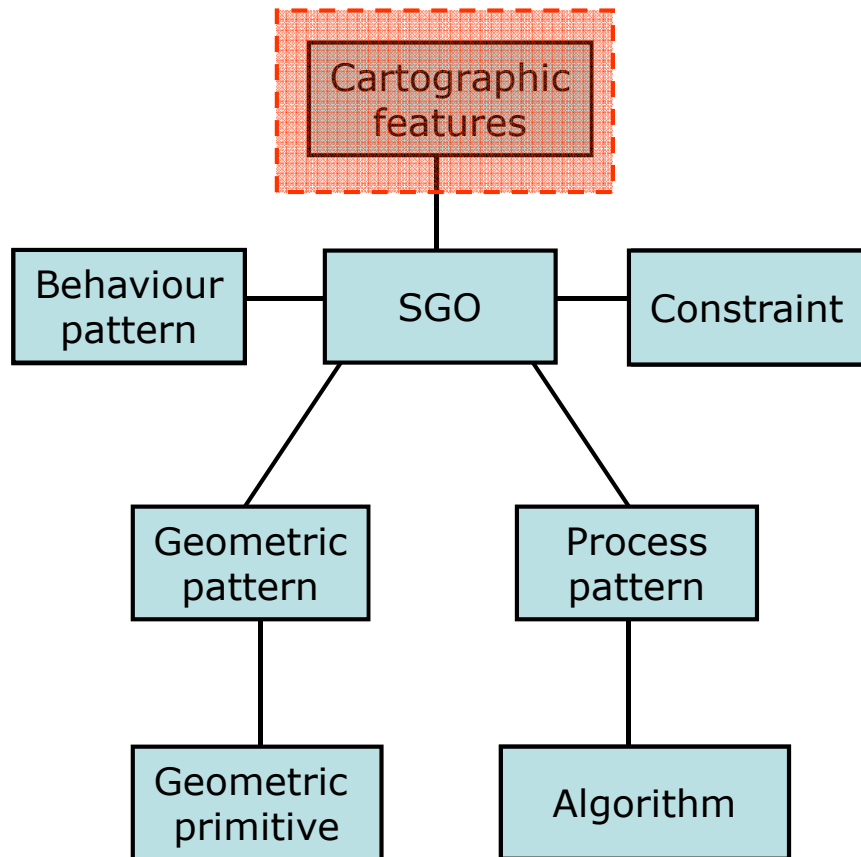 Cartographic
features
Behaviour
pattern
SGO
Constraint
Geometric
pattern
Process
pattern
Geometric
primitive
Algorithm